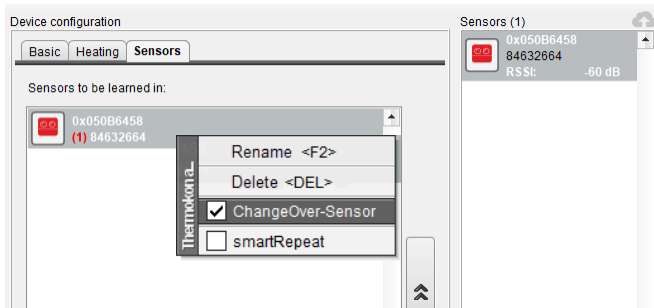 Device configuration
Sensors (1)
Basic
Heating
Sensors
0x050B6458
84632664
RSSI: -60 dB
Sensors to be learned in:
0x050B6458
(1) 84632664
Thermokona...
Rename <F2>
Delete <DEL>
ChangeOver-Sensor
smartRepeat